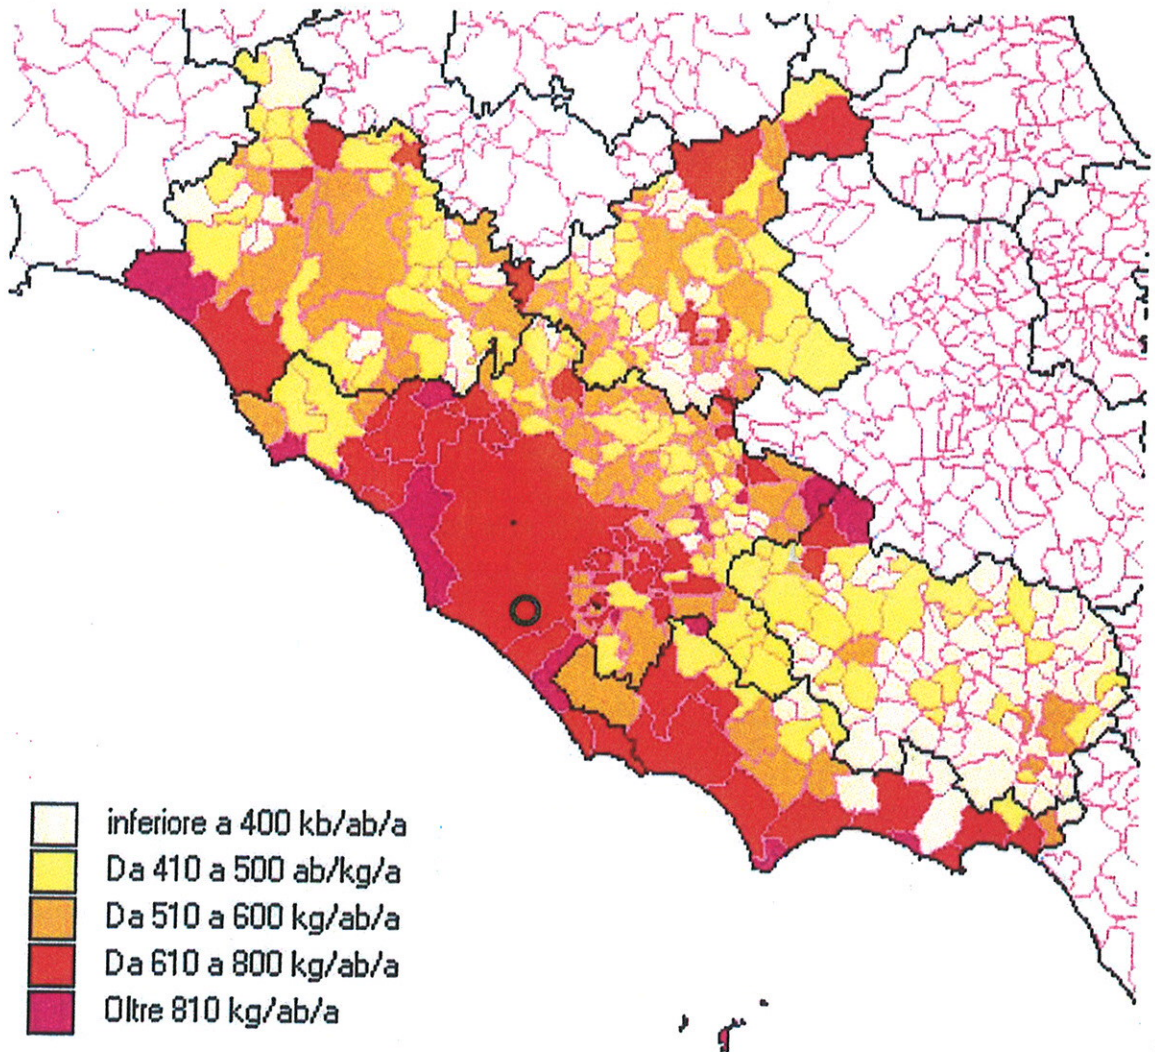 inferiore a 400 kb/ab/a
Da 410 a 500 ab/kg/a
Da 510 a 600 kg/ab/a
Da 610 a 800 kg/ab/a
Oltre 810 kg/ab/a